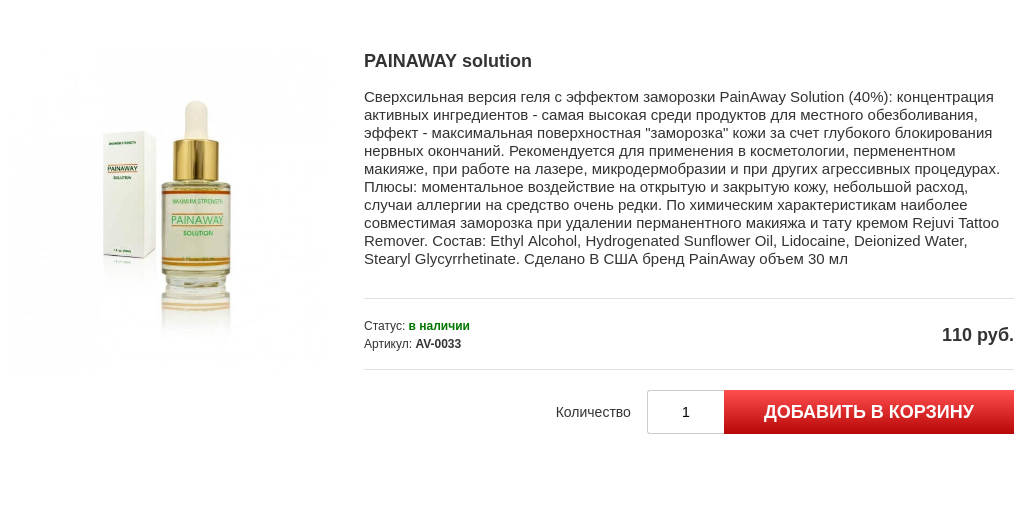 PAINAWAY solution
Сверхсильная версия геля с эффектом заморозки PainAway Solution (40%): концентрация
активных ингредиентов - самая высокая среди продуктов для местного обезболивания,
эффект - максимальная поверхностная "заморозка" кожи за счет глубокого блокирования
нервных окончаний. Рекомендуется для применения в косметологии, перменентном
макияже, при работе на лазере, микродермобразии и при других агрессивных процедурах.
Плюсы: моментальное воздействие на открытую и закрытую кожу, небольшой расход,
случаи аллергии на средство очень редки. По химическим характеристикам наиболее
совместимая заморозка при удалении перманентного макияжа и тату кремом Rejuvi Tattoo
Remover. Состав: Ethyl Alcohol, Hydrogenated Sunflower Oil, Lidocaine, Deionized Water,
Stearyl Glycyrrhetinate. Сделано В США бренд PainAway объем 30 мл
MAXIMUM STRENGTH
PAINAWAY
SOLUTION
MAXIMUM STRENGTH
PAINAWAY
SOLUTION
Статус: в наличии
Артикул: AV-0033
110 руб.
Количество 1 ДОБАВИТЬ В КОРЗИНУ